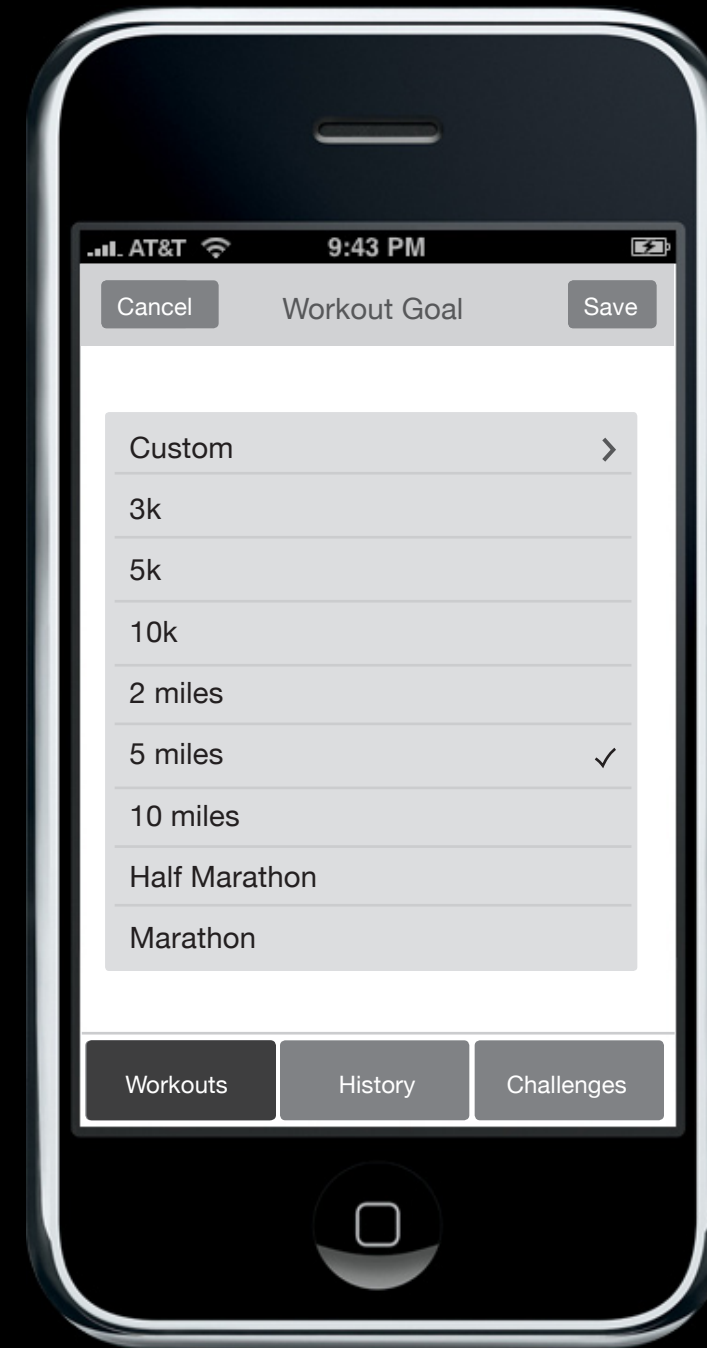 AT&T 9:43 PM
Cancel Workout Goal Save
Custom
3k
5k
10k
2 miles
5 miles
10 miles
Half Marathon
Marathon
Workouts History Challenges